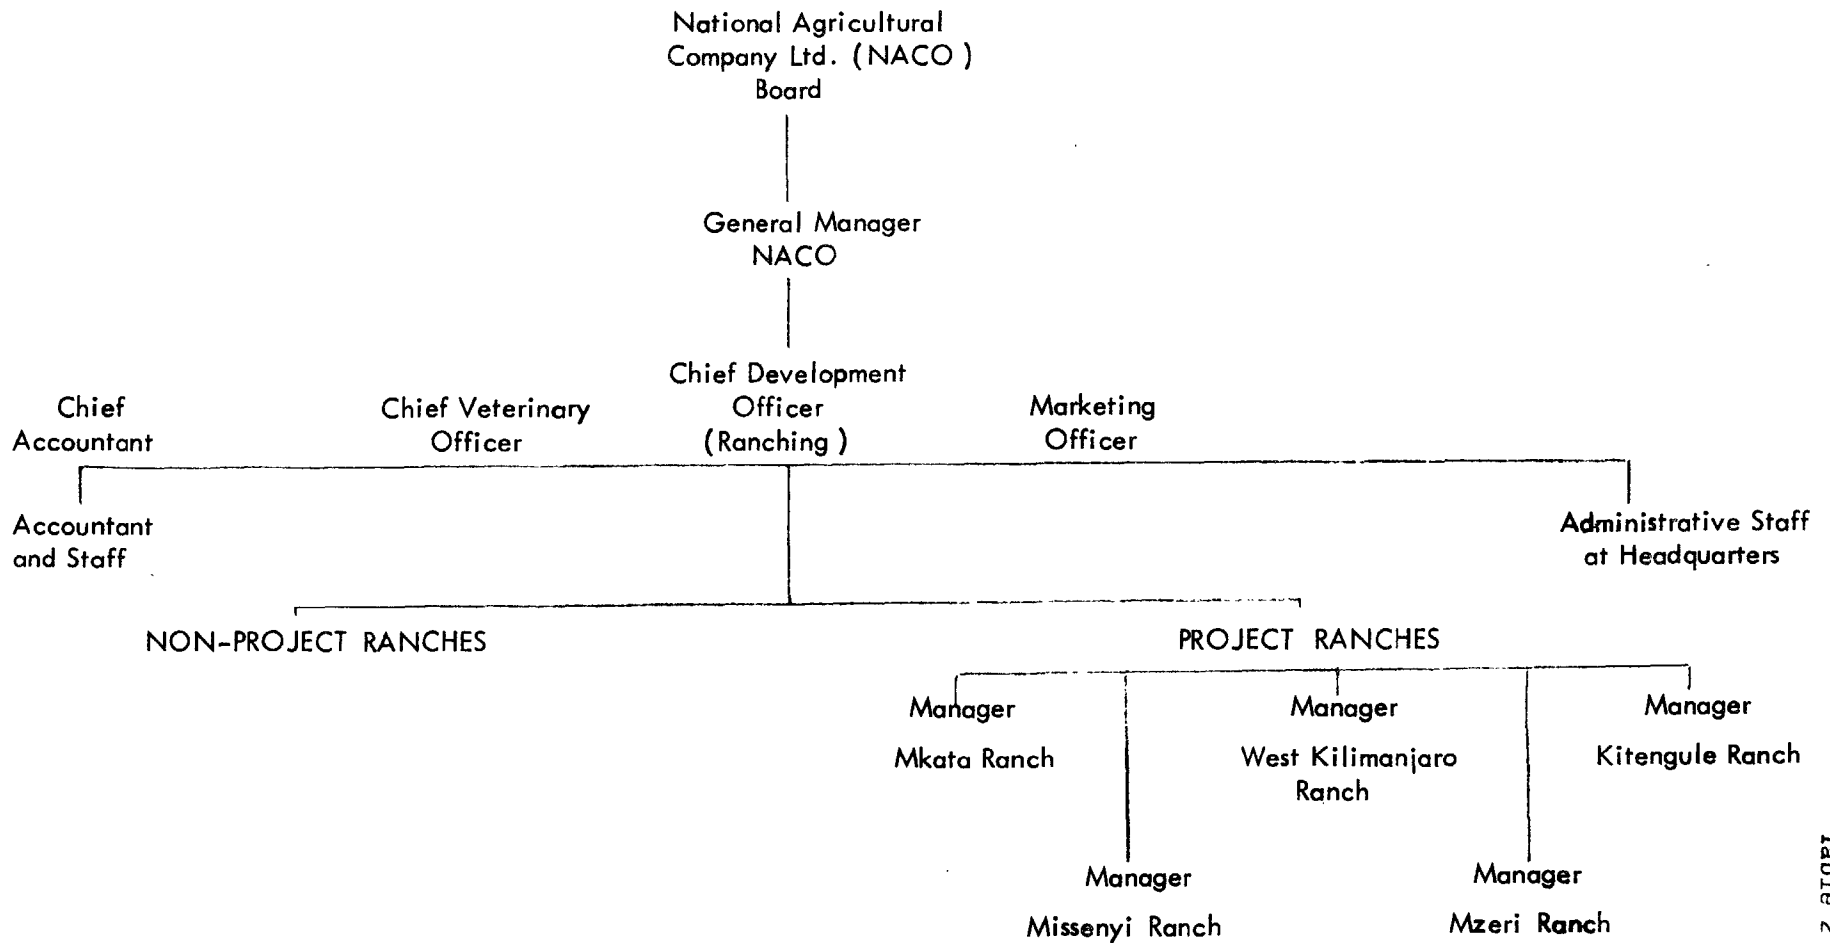 National Agricultural
Company Ltd. (NACO)
Board
General Manager
NACO
Chief
Accountant
Chief Veterinary
Officer
Chief Development
Officer
(Ranching)
Marketing
Officer
Accountant
and Staff
Administrative Staff
at Headquarters
NON-PROJECT RANCHES
PROJECT RANCHES
Manager
Mkata Ranch
Manager
West Kilimanjaro
Ranch
Manager
Kitengule Ranch
Manager
Missenyi Ranch
Manager
Mzeri Ranch